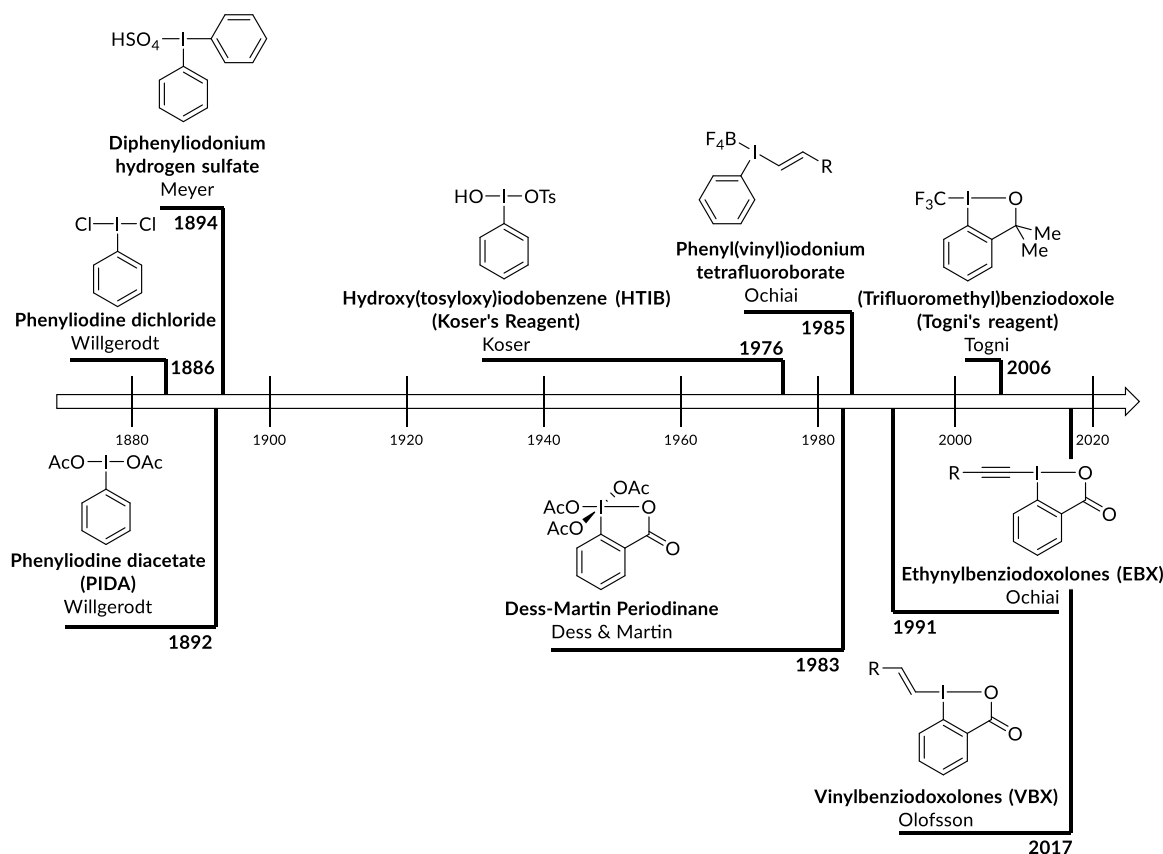 HSO4 I
Diphenyliodonium
hydrogen sulfate
Meyer
1894
Cl I Cl
Phenyliodine dichloride
Willgerodt
1886
HO I OTs
Hydroxy(tosyloxy)iodobenzene (HTIB)
(Koser's Reagent)
Koser
1976
F4B
I
R
Phenyl(vinyl)iodonium
tetrafluoroborate
Ochiai
1985
F3C I O
Me
Me
(Trifluoromethyl)benziodoxole
(Togni's reagent)
Togni
2006
1880 1900 1920 1940 1960 1980 2000 2020
AcO I OAc
Phenyliodine diacetate
(PIDA)
Willgerodt
1892
OAc
AcO I O
AcO
O
Dess-Martin Periodinane
Dess & Martin
1983
R I O
O
Ethynylbenziodoxolones (EBX)
Ochiai
1991
R
I O
O
Vinylbenziodoxolones (VBX)
Olofsson
2017